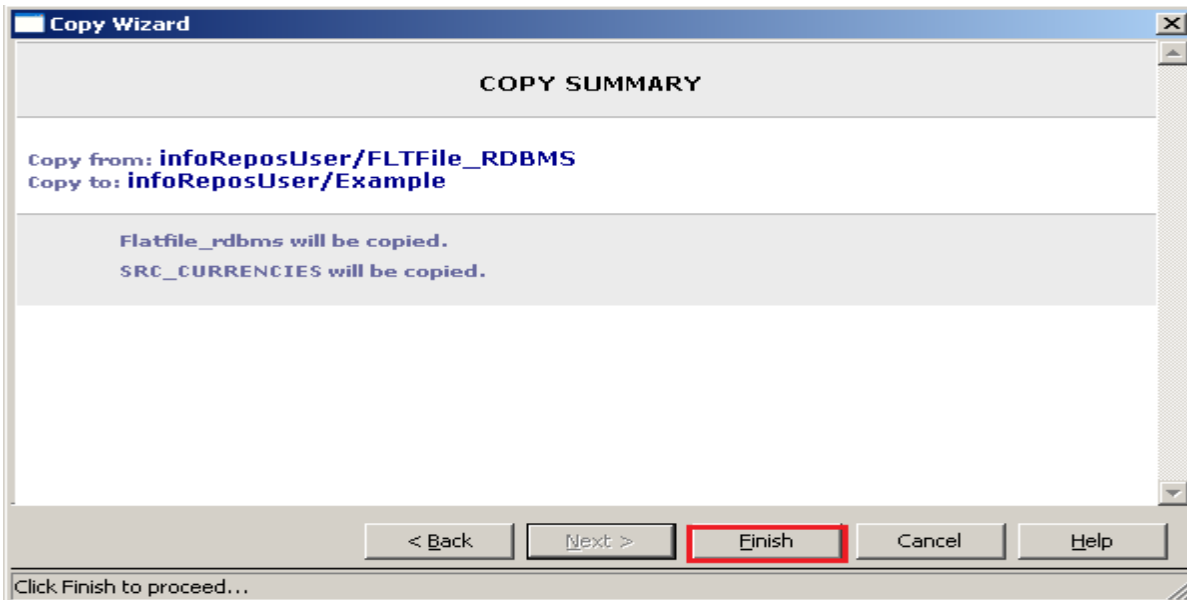 Copy Wizard
COPY SUMMARY
Copy from: infoReposUser/FLTFile_RDBMS
Copy to: infoReposUser/Example
Flatfile_rdbms will be copied.
SRC_CURRENCIES will be copied.
< Back Next > Finish Cancel Help
Click Finish to proceed...